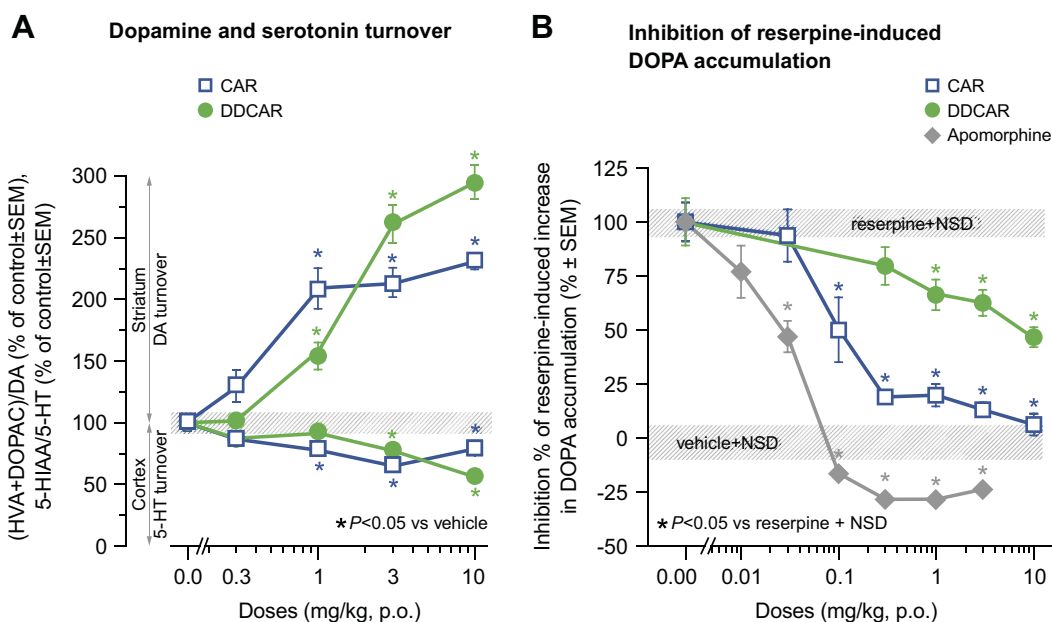 A
Dopamine and serotonin turnover
CAR
DDCAR
(HVA+DOPAC)/DA (% of control±SEM),
5-HIAA/5-HT (% of control±SEM)
300
250
200
150
100
50
0
Striatum
DA turnover
Cortex
5-HT turnover
* * * * * *
* * * * *
*P<0.05 vs vehicle
0.0
0.3
1
3
10
Doses (mg/kg, p.o.)
B
Inhibition of reserpine-induced
DOPA accumulation
CAR
DDCAR
Apomorphine
Inhibition % of reserpine-induced increase
in DOPA accumulation (% ± SEM)
125
100
75
50
25
0
-25
-50
reserpine+NSD
vehicle+NSD
* * * * * * * * * * * * * *
*P<0.05 vs reserpine + NSD
0.00
0.01
0.1
1
10
Doses (mg/kg, p.o.)